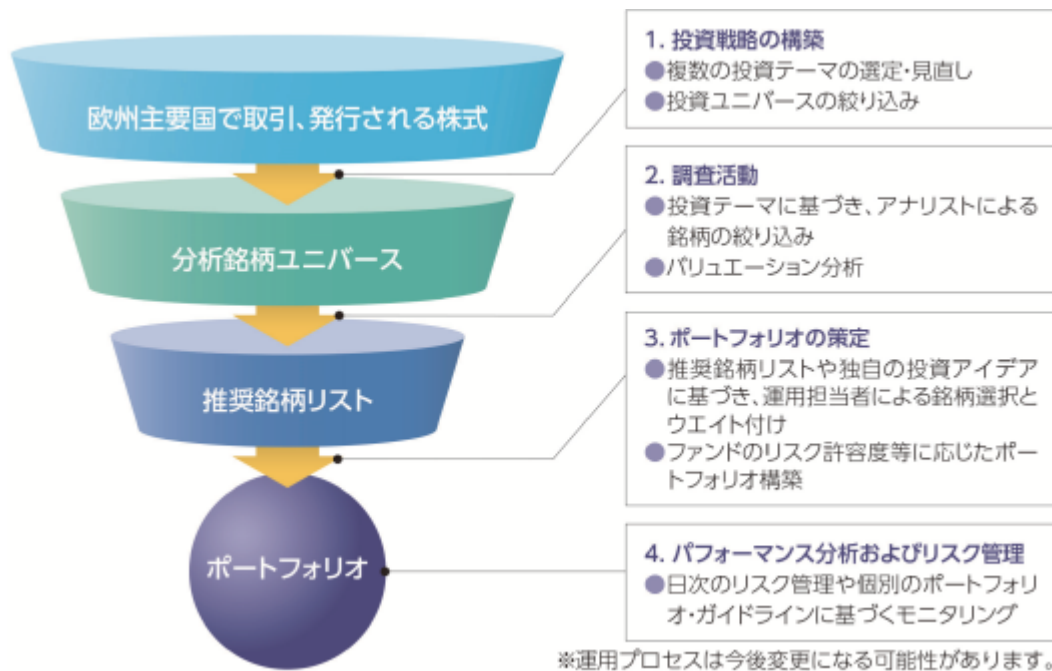 欧州主要国で取引、発行される株式
分析銘柄ユニバース
推奨銘柄リスト
ポートフォリオ
1. 投資戦略の構築
●複数の投資テーマの選定・見直し
●投資ユニバースの絞り込み
2. 調査活動
●投資テーマに基づき、アナリストによる
銘柄の絞り込み
●バリュエーション分析
3. ポートフォリオの策定
●推奨銘柄リストや独自の投資アイデア
に基づき、運用担当者による銘柄選択と
ウエイト付け
●ファンドのリスク許容度等に応じたポー
トフォリオ構築
4. パフォーマンス分析およびリスク管理
●日次のリスク管理や個別のポートフォリ
オ・ガイドラインに基づくモニタリング
※運用プロセスは今後変更になる可能性があります。